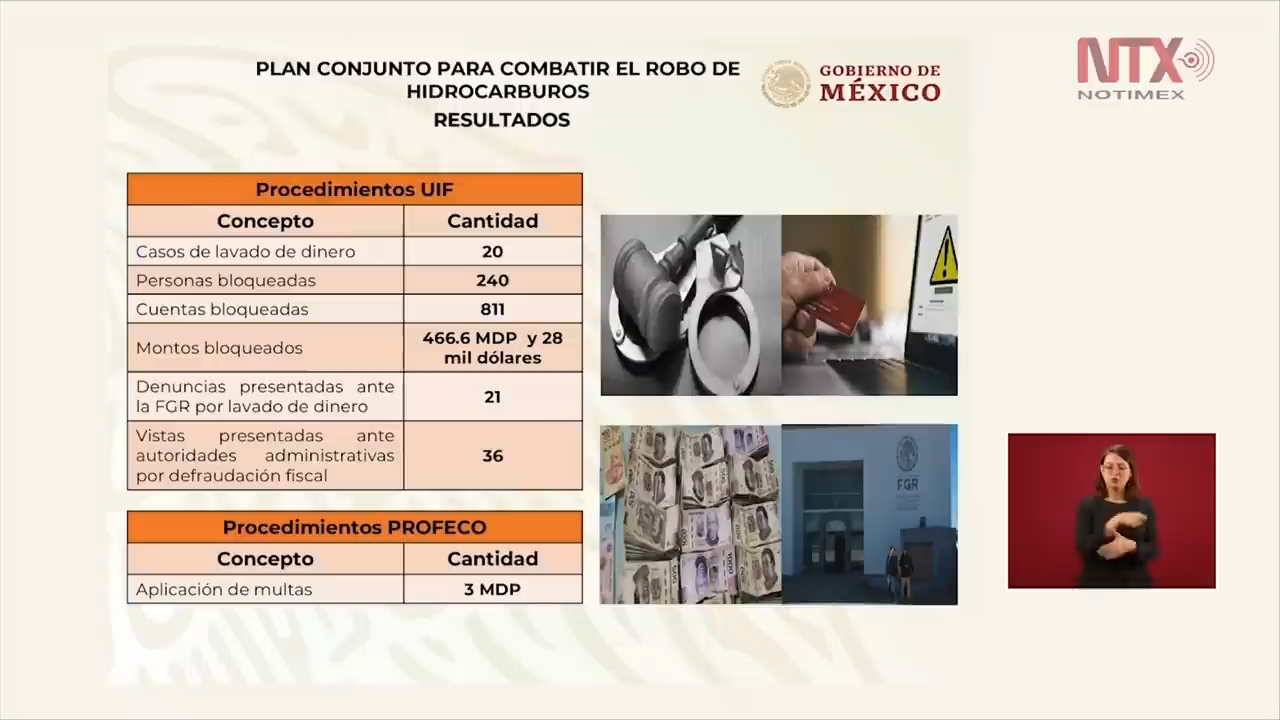 PLAN CONJUNTO PARA COMBATIR EL ROBO DE
HIDROCARBUROS
RESULTADOS
GOBIERNO DE
MÉXICO
NTX
NOTIMEX
Procedimientos UIF
Concepto Cantidad
Casos de lavado de dinero 20
Personas bloqueadas 240
Cuentas bloqueadas 811
Montos bloqueados 466.6 MDP y 28
mil dólares
Denuncias presentadas ante
la FGR por lavado de dinero 21
Vistas presentadas ante
autoridades administrativas 36
por defraudación fiscal
Procedimientos PROFECO
Concepto Cantidad
Aplicación de multas 3 MDP
FGR